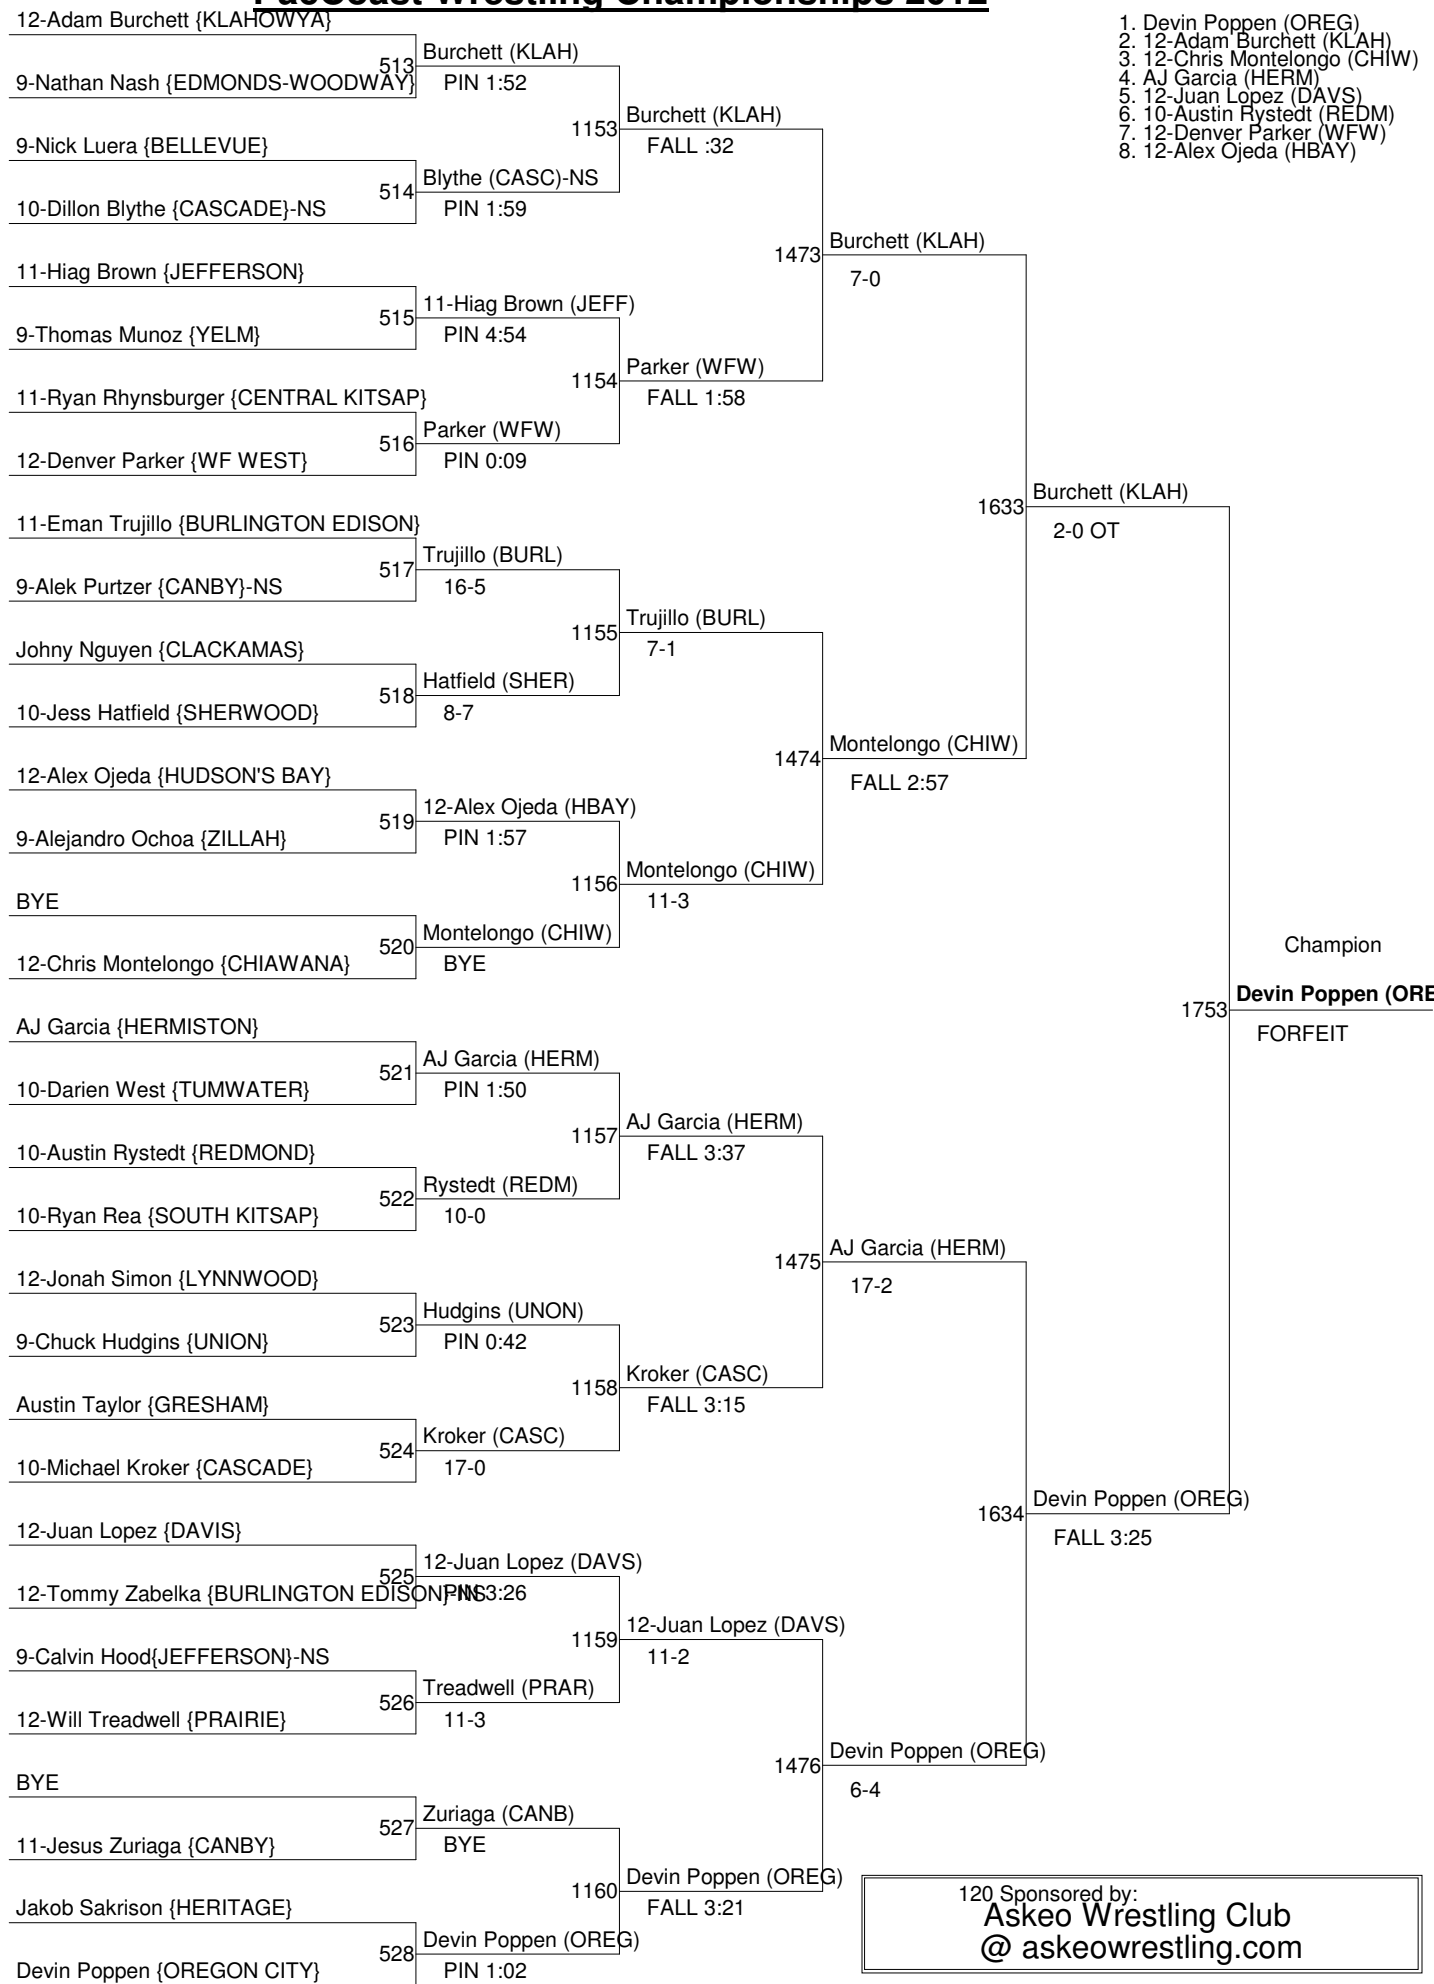 PacCoast Wrestling Championships 2012
12-Adam Burchett {KLAHOWYA}
513
Burchett (KLAH)
PIN 1:52
9-Nathan Nash {EDMONDS-WOODWAY}
1153
Burchett (KLAH)
FALL :32
9-Nick Luera {BELLEVUE}
514
Blythe (CASC)-NS
PIN 1:59
10-Dillon Blythe {CASCADE}-NS
1473
Burchett (KLAH)
7-0
11-Hiag Brown {JEFFERSON}
515
11-Hiag Brown (JEFF)
PIN 4:54
9-Thomas Munoz {YELM}
1154
Parker (WFW)
FALL 1:58
11-Ryan Rhynsburger {CENTRAL KITSAP}
516
Parker (WFW)
PIN 0:09
12-Denver Parker {WF WEST}
1633
Burchett (KLAH)
2-0 OT
11-Eman Trujillo {BURLINGTON EDISON}
517
Trujillo (BURL)
16-5
9-Alek Purtzer {CANBY}-NS
1155
Trujillo (BURL)
7-1
Johny Nguyen {CLACKAMAS}
518
Hatfield (SHER)
8-7
10-Jess Hatfield {SHERWOOD}
1474
Montelongo (CHIW)
FALL 2:57
12-Alex Ojeda {HUDSON'S BAY}
519
12-Alex Ojeda (HBAY)
PIN 1:57
9-Alejandro Ochoa {ZILLAH}
1156
Montelongo (CHIW)
11-3
BYE
520
Montelongo (CHIW)
BYE
12-Chris Montelongo {CHIAWANA}
Champion
1753
Devin Poppen (ORE
FORFEIT
AJ Garcia {HERMISTON}
521
AJ Garcia (HERM)
PIN 1:50
10-Darien West {TUMWATER}
1157
AJ Garcia (HERM)
FALL 3:37
10-Austin Rystedt {REDMOND}
522
Rystedt (REDM)
10-0
10-Ryan Rea {SOUTH KITSAP}
1475
AJ Garcia (HERM)
17-2
12-Jonah Simon {LYNNWOOD}
523
Hudgins (UNON)
PIN 0:42
9-Chuck Hudgins {UNION}
1158
Kroker (CASC)
FALL 3:15
Austin Taylor {GRESHAM}
524
Kroker (CASC)
17-0
10-Michael Kroker {CASCADE}
1634
Devin Poppen (OREG)
FALL 3:25
12-Juan Lopez {DAVIS}
525
12-Juan Lopez (DAVS)
PIN 3:26
12-Tommy Zabelka {BURLINGTON EDISON}-NS
1159
12-Juan Lopez (DAVS)
11-2
9-Calvin Hood{JEFFERSON}-NS
526
Treadwell (PRAR)
11-3
12-Will Treadwell {PRAIRIE}
1476
Devin Poppen (OREG)
6-4
BYE
527
Zuriaga (CANB)
BYE
11-Jesus Zuriaga {CANBY}
1160
Devin Poppen (OREG)
FALL 3:21
Jakob Sakrison {HERITAGE}
528
Devin Poppen (OREG)
PIN 1:02
Devin Poppen {OREGON CITY}
1. Devin Poppen (OREG)
2. 12-Adam Burchett (KLAH)
3. 12-Chris Montelongo (CHIW)
4. AJ Garcia (HERM)
5. 12-Juan Lopez (DAVS)
6. 10-Austin Rystedt (REDM)
7. 12-Denver Parker (WFW)
8. 12-Alex Ojeda (HBAY)
120 Sponsored by:
Askeo Wrestling Club
@ askeowrestling.com